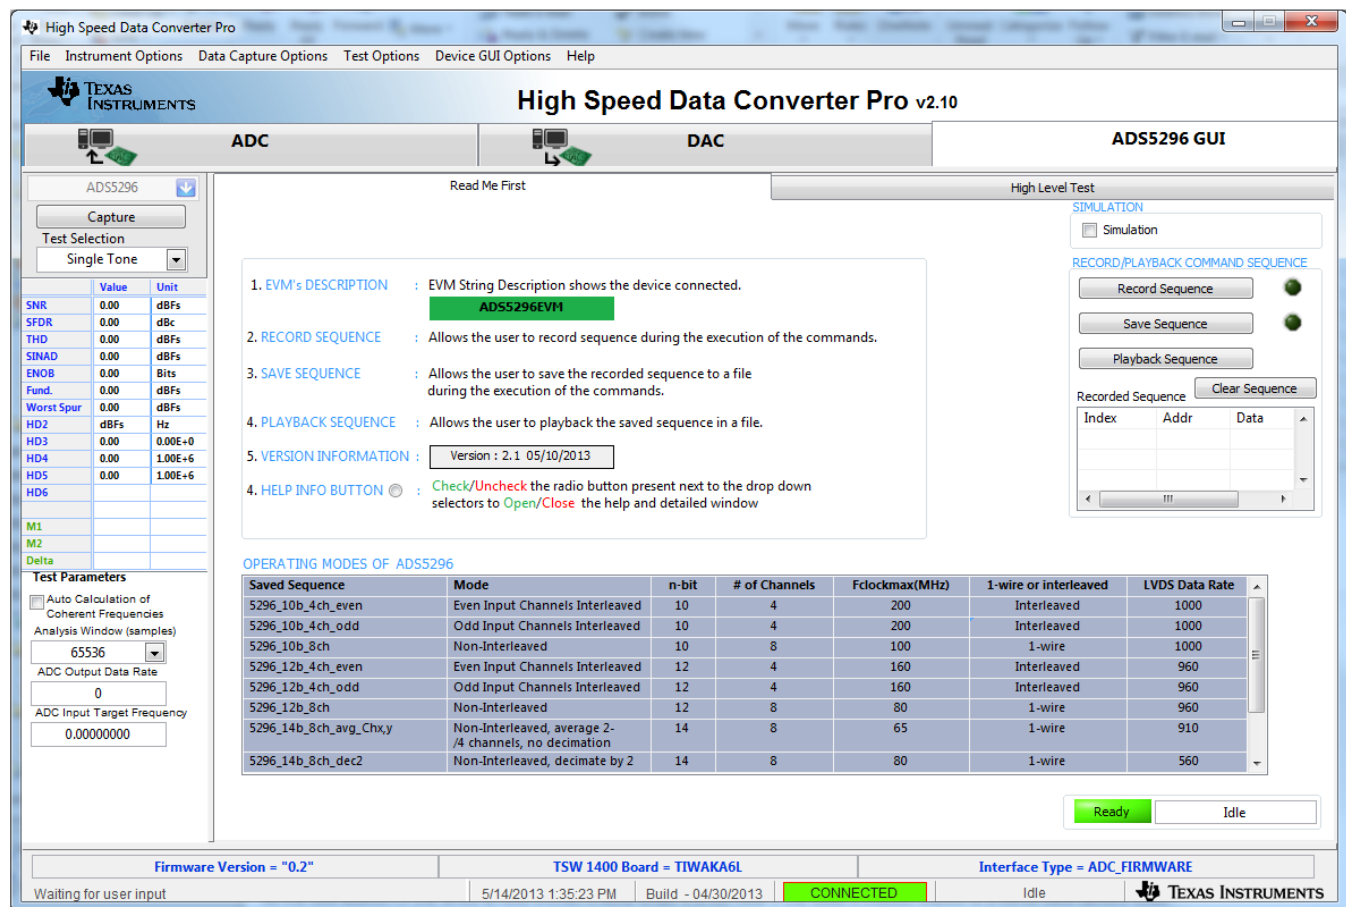 High Speed Data Converter Pro
File Instrument Options Data Capture Options Test Options Device GUI Options Help
TEXAS
INSTRUMENTS
High Speed Data Converter Pro v2.10
ADC DAC ADS5296 GUI
ADS5296
Capture
Test Selection
Single Tone
Value Unit
SNR 0.00 dBFs
SFDR 0.00 dBc
THD 0.00 dBFs
SINAD 0.00 dBFs
ENOB 0.00 Bits
Fund. 0.00 dBFs
Worst Spur 0.00 dBFs
HD2 dBFs Hz
HD3 0.00 0.00E+0
HD4 0.00 1.00E+6
HD5 0.00 1.00E+6
HD6
M1
M2
Delta
Test Parameters
Auto Calculation of
Coherent Frequencies
Analysis Window (samples)
65536
ADC Output Data Rate
0
ADC Input Target Frequency
0.00000000
Read Me First High Level Test
SIMULATION
Simulation
RECORD/PLAYBACK COMMAND SEQUENCE
Record Sequence
Save Sequence
Playback Sequence
Clear Sequence
Recorded Sequence
Index Addr Data
1. EVM's DESCRIPTION : EVM String Description shows the device connected.
ADS5296EVM
2. RECORD SEQUENCE : Allows the user to record sequence during the execution of the commands.
3. SAVE SEQUENCE : Allows the user to save the recorded sequence to a file
during the execution of the commands.
4. PLAYBACK SEQUENCE : Allows the user to playback the saved sequence in a file.
5. VERSION INFORMATION : Version : 2.1 05/10/2013
4. HELP INFO BUTTON : Check/Uncheck the radio button present next to the drop down
selectors to Open/Close the help and detailed window
OPERATING MODES OF ADS5296
Saved Sequence Mode n-bit # of Channels Fclockmax(MHz) 1-wire or interleaved LVDS Data Rate
5296_10b_4ch_even Even Input Channels Interleaved 10 4 200 Interleaved 1000
5296_10b_4ch_odd Odd Input Channels Interleaved 10 4 200 Interleaved 1000
5296_10b_8ch Non-Interleaved 10 8 100 1-wire 1000
5296_12b_4ch_even Even Input Channels Interleaved 12 4 160 Interleaved 960
5296_12b_4ch_odd Odd Input Channels Interleaved 12 4 160 Interleaved 960
5296_12b_8ch Non-Interleaved 12 8 80 1-wire 960
5296_14b_8ch_avg_Chx,y Non-Interleaved, average 2- 14 8 65 1-wire 910
/4 channels, no decimation
5296_14b_8ch_dec2 Non-Interleaved, decimate by 2 14 8 80 1-wire 560
Ready Idle
Firmware Version = "0.2" TSW 1400 Board = TIWAKA6L Interface Type = ADC_FIRMWARE
Waiting for user input 5/14/2013 1:35:23 PM Build - 04/30/2013 CONNECTED Idle TEXAS INSTRUMENTS